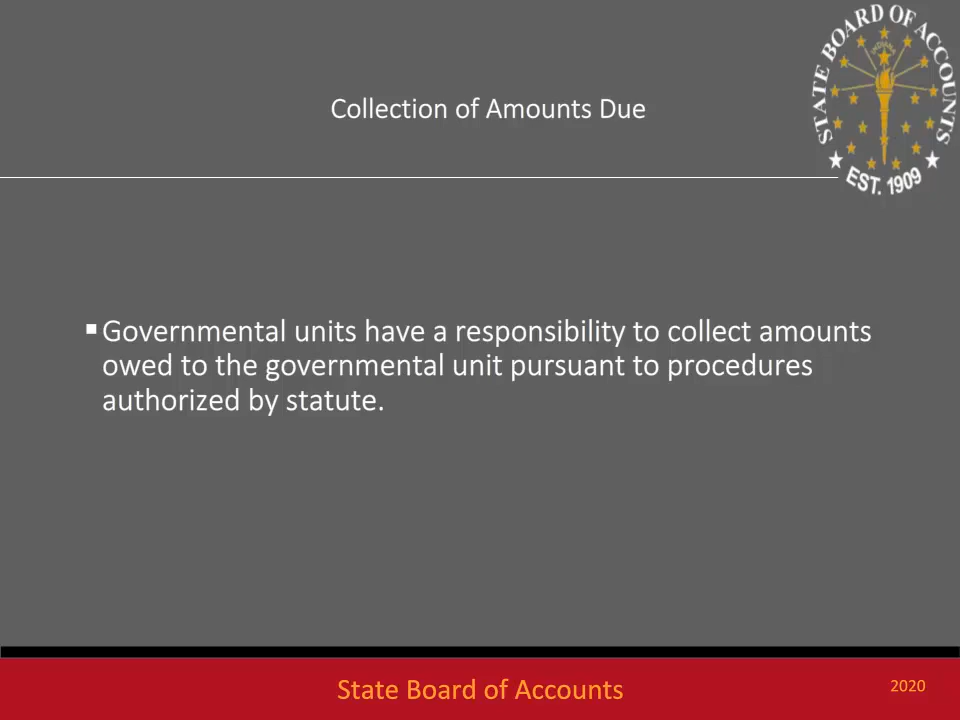 STATE BOARD OF ACCOUNTS
INDIANA
EST. 1909
Collection of Amounts Due
▪Governmental units have a responsibility to collect amounts
owed to the governmental unit pursuant to procedures
authorized by statute.
State Board of Accounts
2020